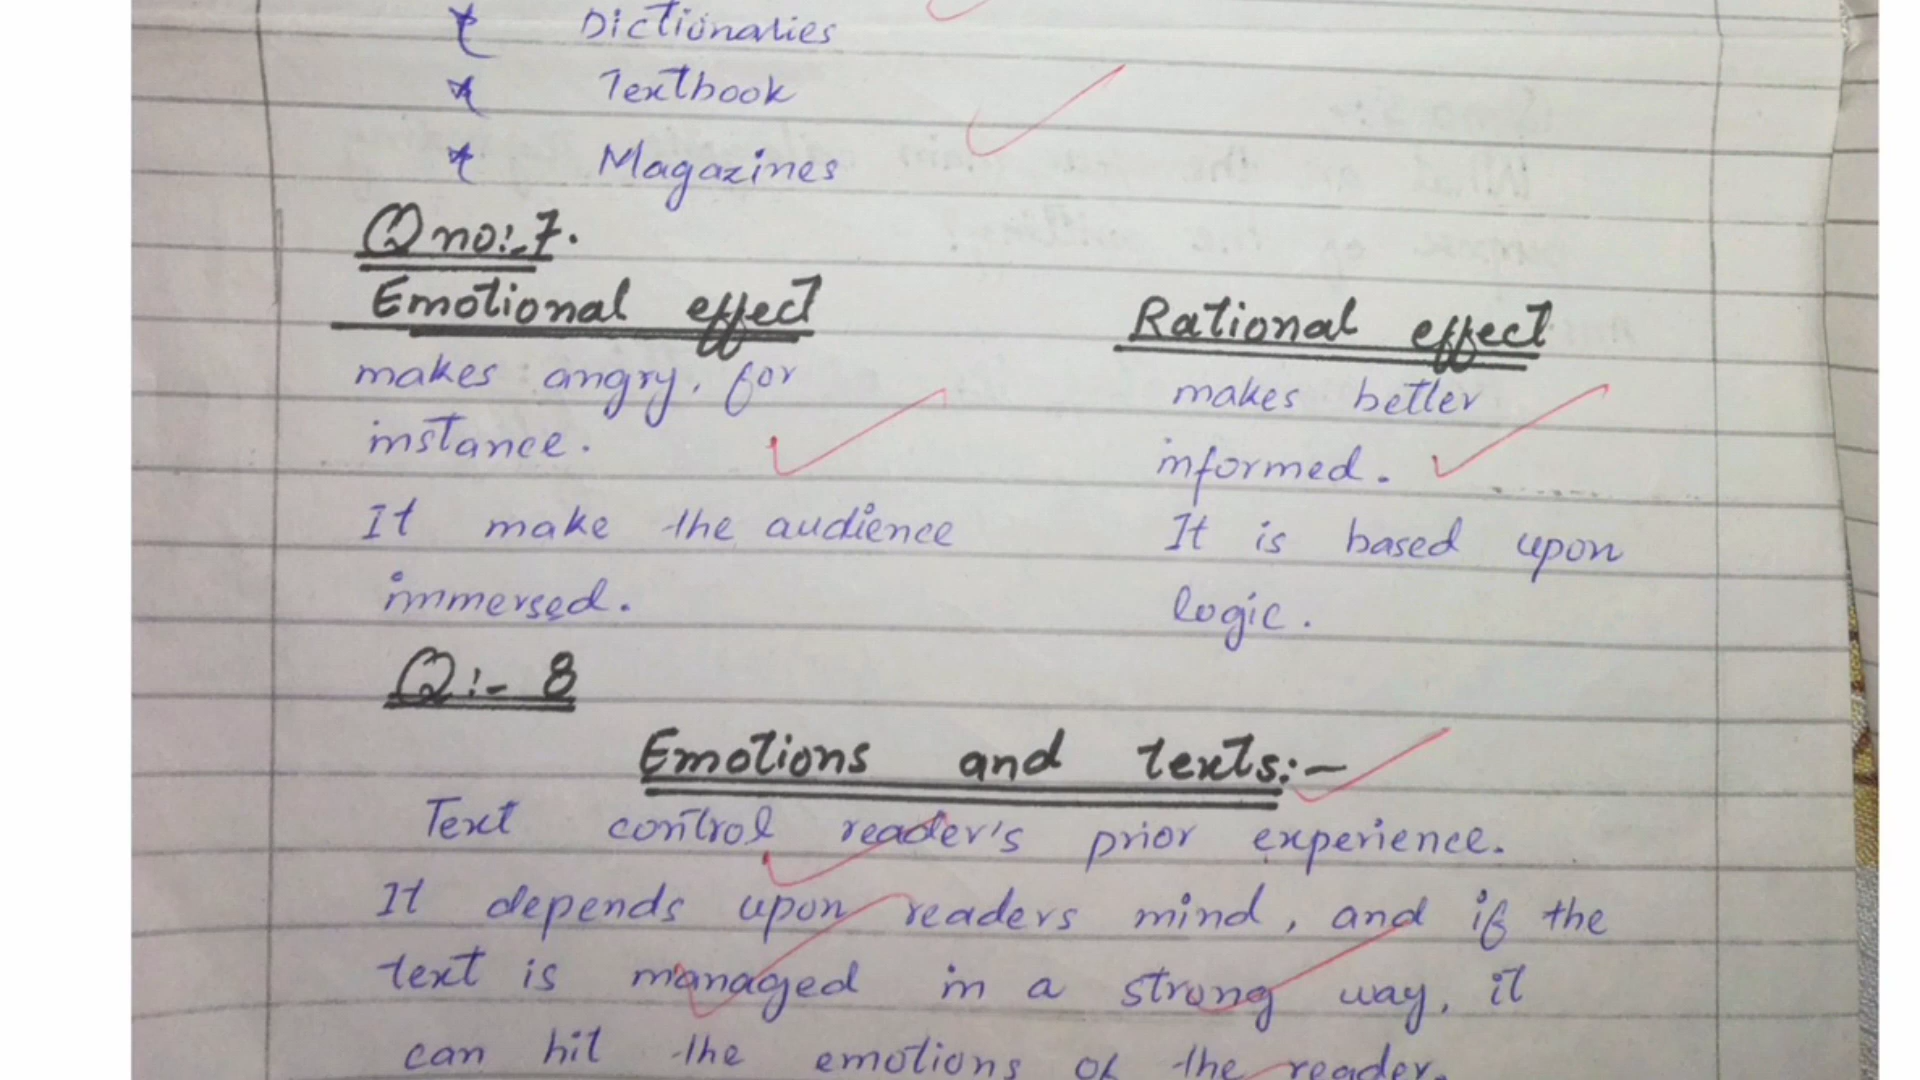 * Dictionaries
* Textbook
* Magazines
Q no:-7.
Emotional effect
makes angry, for
instance.
It make the audience
immersed.
Rational effect
makes better
informed.
It is based upon
logic.
Q:- 8
Emotions and texts:-
Text control reader's prior experience.
It depends upon readers mind, and if the
text is managed in a strong way, it
can hit the emotions of the reader.